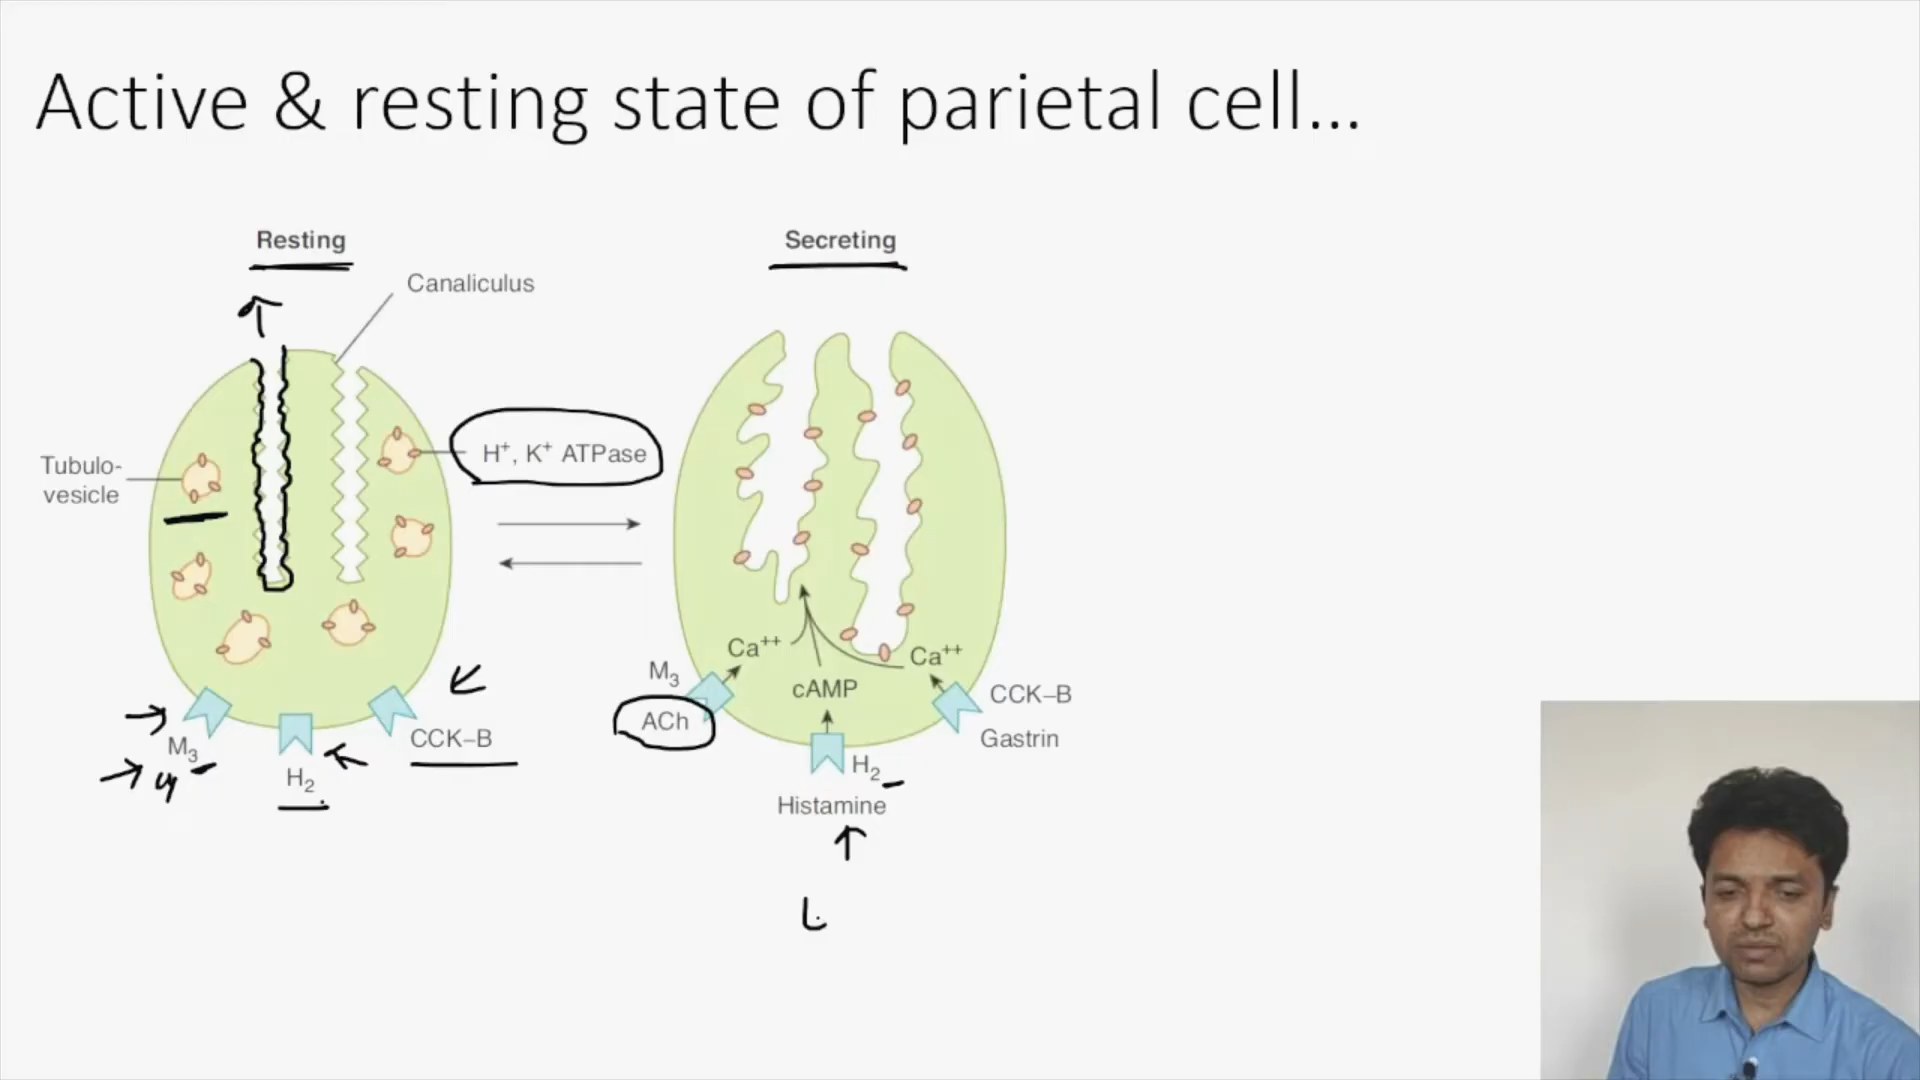 Active & resting state of parietal cell...
Resting
Secreting
Canaliculus
H⁺, K⁺ ATPase
Tubulo-
vesicle
Ca⁺⁺
Ca⁺⁺
M₃
cAMP
CCK–B
ACh
M₃
CCK–B
Gastrin
H₂
H₂
Histamine